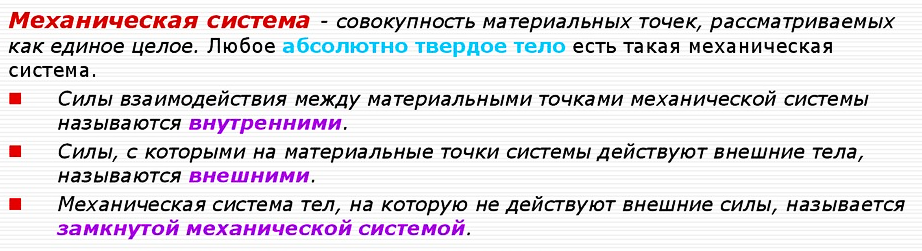 Механическая система - совокупность материальных точек, рассматриваемых
как единое целое. Любое абсолютно твердое тело есть такая механическая
система.
Силы взаимодействия между материальными точками механической системы
называются внутренними.
Силы, с которыми на материальные точки системы действуют внешние тела,
называются внешними.
Механическая система тел, на которую не действуют внешние силы, называется
замкнутой механической системой.